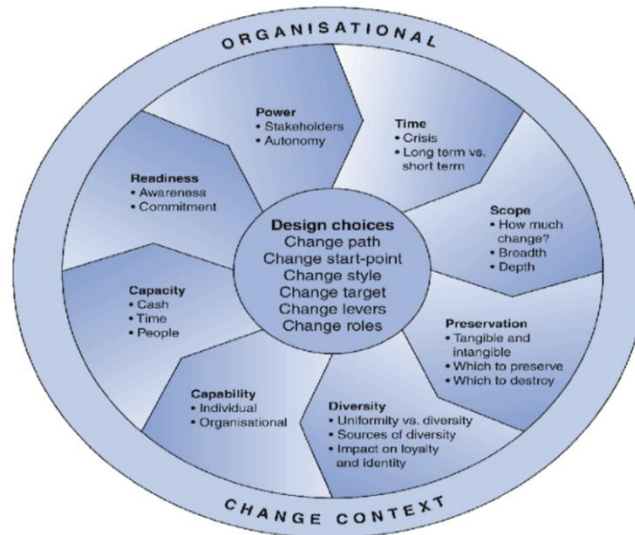 ORGANISATIONAL
Power
• Stakeholders
• Autonomy
Time
• Crisis
• Long term vs.
short term
Readiness
• Awareness
• Commitment
Scope
• How much
change?
• Breadth
• Depth
Design choices
Change path
Change start-point
Change style
Change target
Change levers
Change roles
Capacity
• Cash
• Time
• People
Preservation
• Tangible and
intangible
• Which to preserve
• Which to destroy
Capability
• Individual
• Organisational
Diversity
• Uniformity vs. diversity
• Sources of diversity
• Impact on loyalty
and identity
CHANGE CONTEXT